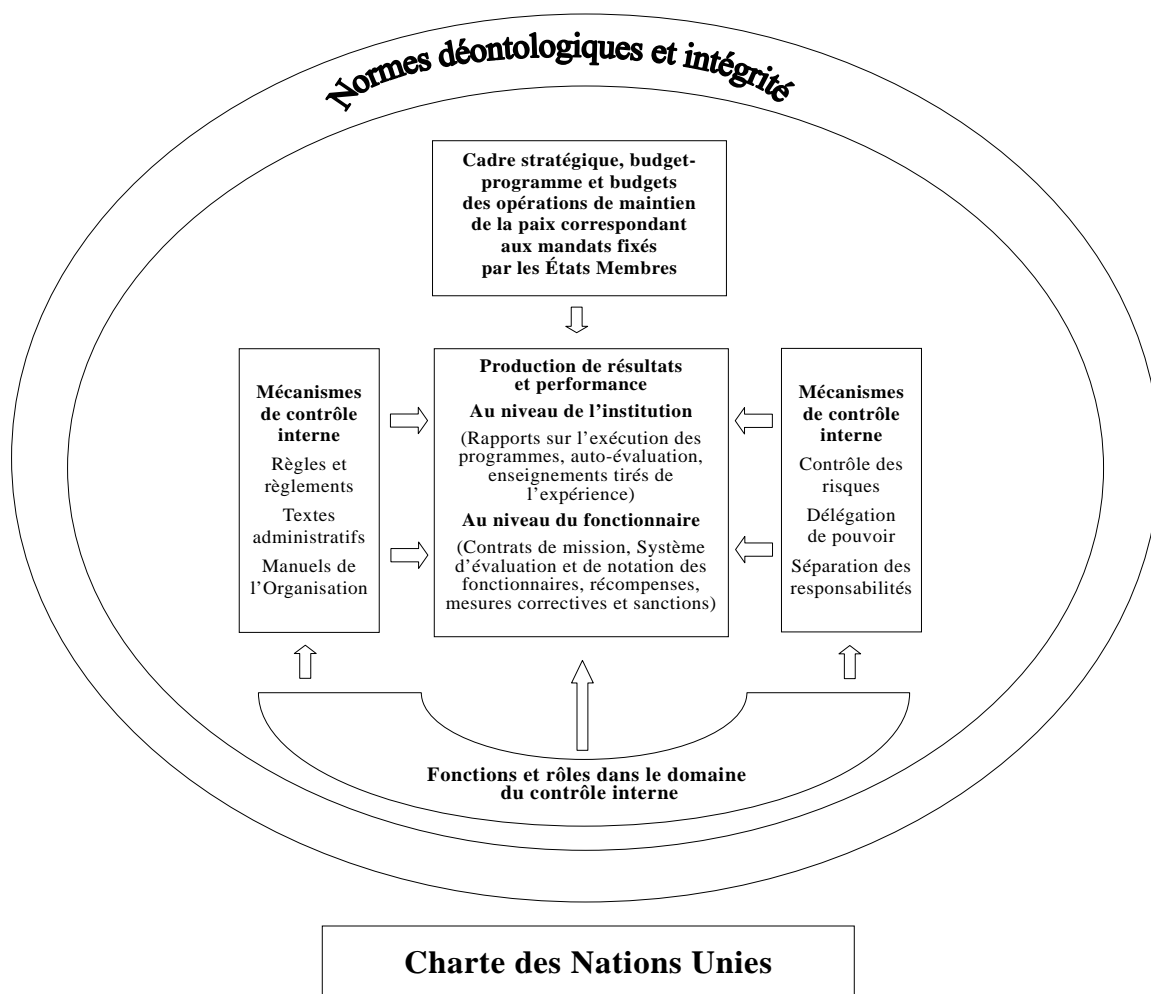 Normes déontologiques et intégrité
Cadre stratégique, budget-
programme et budgets
des opérations de maintien
de la paix correspondant
aux mandats fixés
par les États Membres
Mécanismes
de contrôle
interne
Règles et
règlements
Textes
administratifs
Manuels de
l’Organisation
Production de résultats
et performance
Au niveau de l’institution
(Rapports sur l’exécution des
programmes, auto-évaluation,
enseignements tirés de
l’expérience)
Au niveau du fonctionnaire
(Contrats de mission, Système
d’évaluation et de notation des
fonctionnaires, récompenses,
mesures correctives et sanctions)
Mécanismes
de contrôle
interne
Contrôle des
risques
Délégation
de pouvoir
Séparation des
responsabilités
Fonctions et rôles dans le domaine
du contrôle interne
Charte des Nations Unies